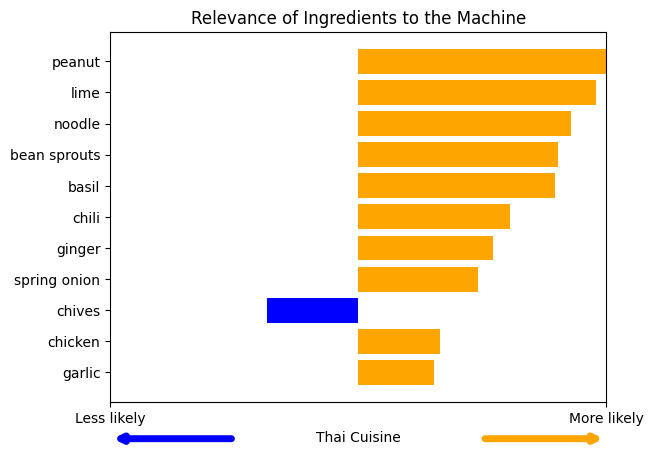 Relevance of Ingredients to the Machine
peanut
lime
noodle
bean sprouts
basil
chili
ginger
spring onion
chives
chicken
garlic
Less likely More likely
Thai Cuisine